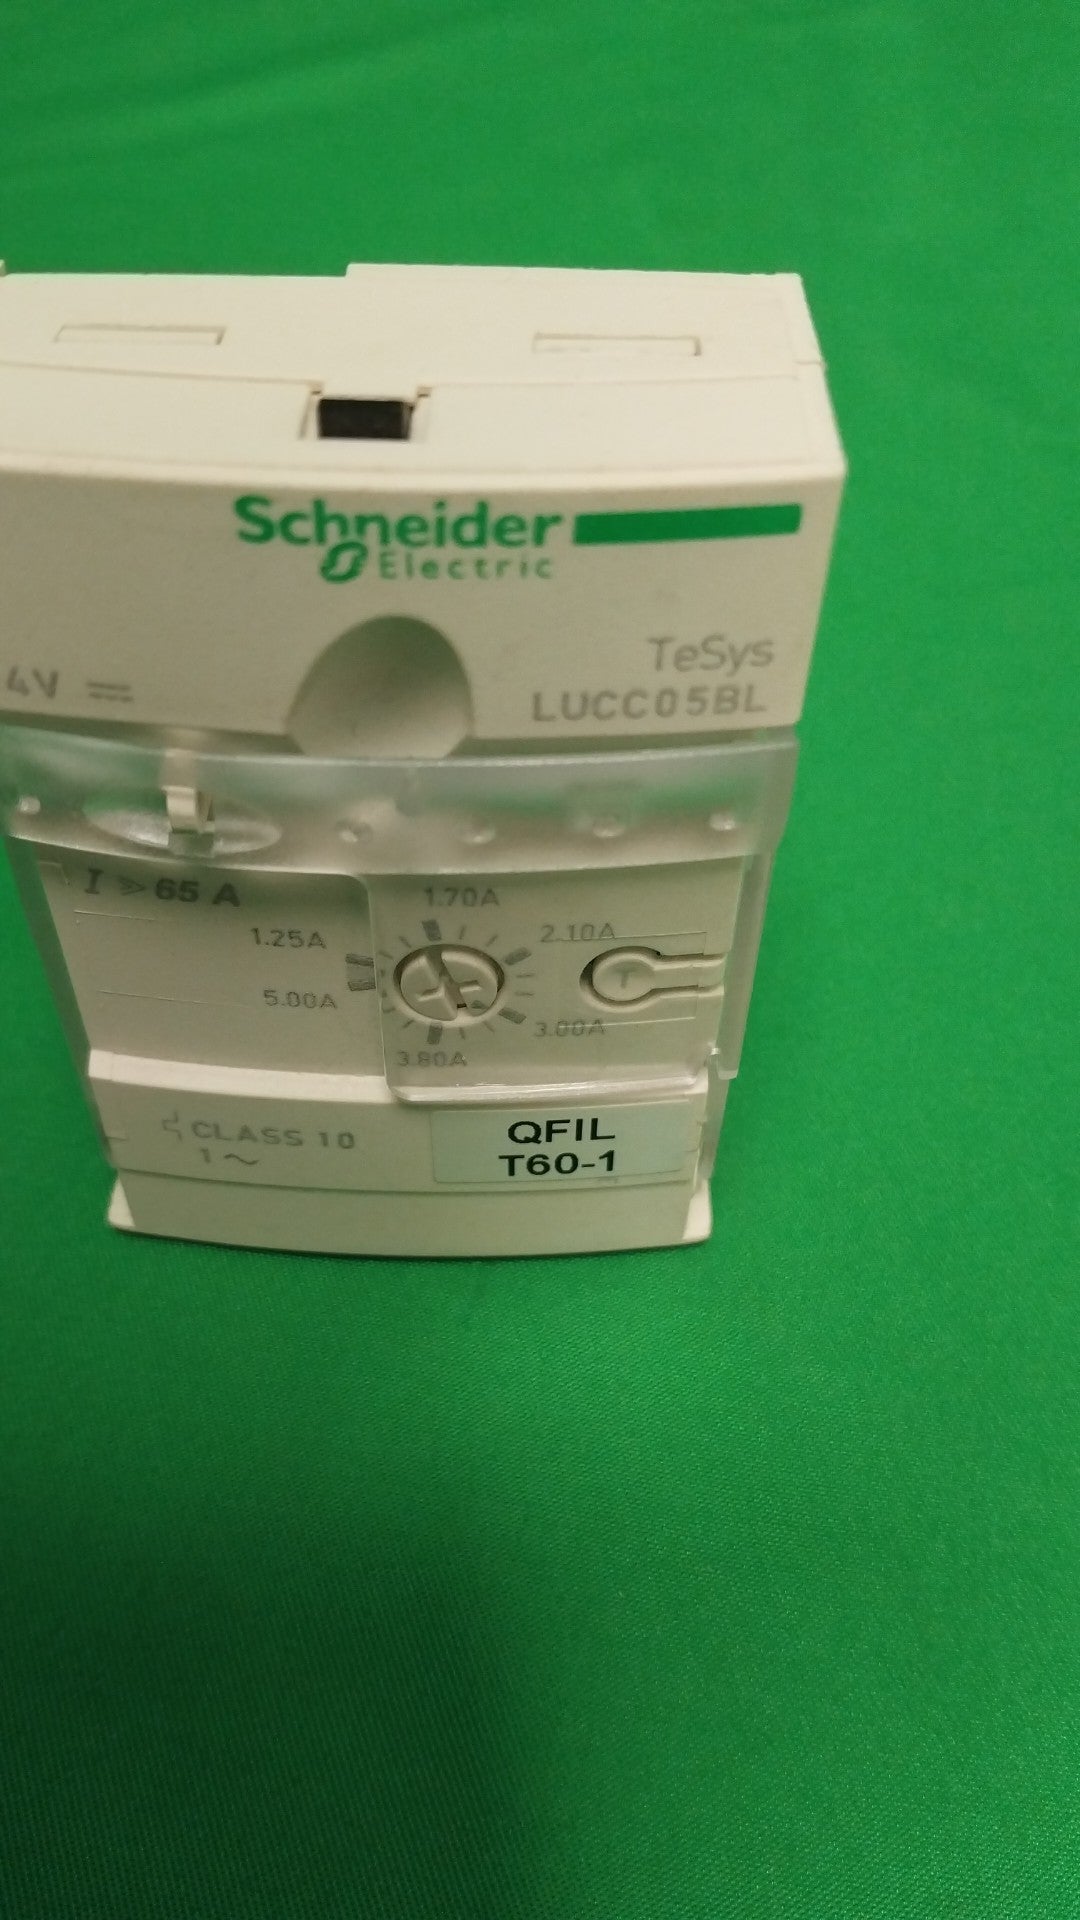 Schneider
Electric
TeSys
4V
LUCC05BL
I 65 A
1.70A
1.25A
2.10A
T
5.00A
3.00A
3.80A
CLASS 10
1~
QFIL
T60-1